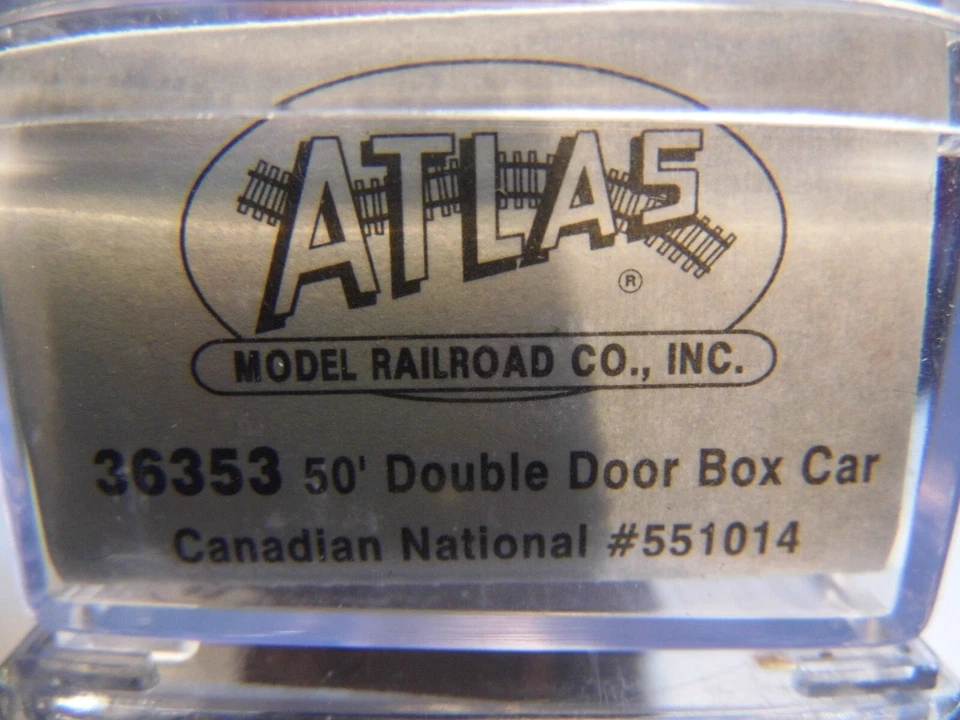 ATLAS
®
MODEL RAILROAD CO., INC.
36353 50' Double Door Box Car
Canadian National #551014